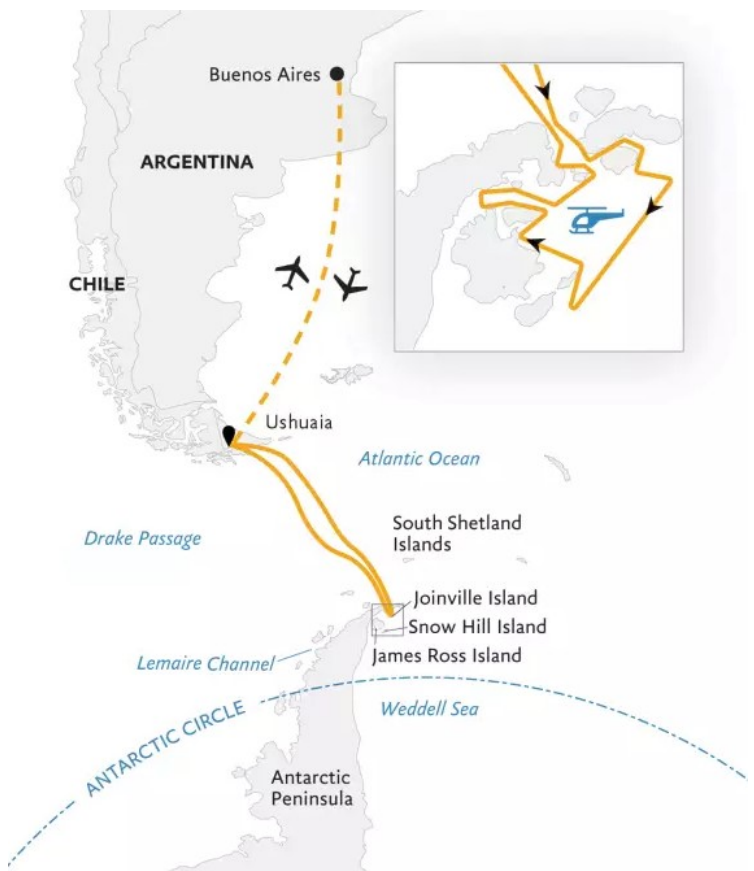 Buenos Aires
ARGENTINA
CHILE
Ushuaia
Atlantic Ocean
South Shetland
Islands
Drake Passage
Joinville Island
Snow Hill Island
James Ross Island
Lemaire Channel
Weddell Sea
ANTARCTIC CIRCLE
Antarctic
Peninsula